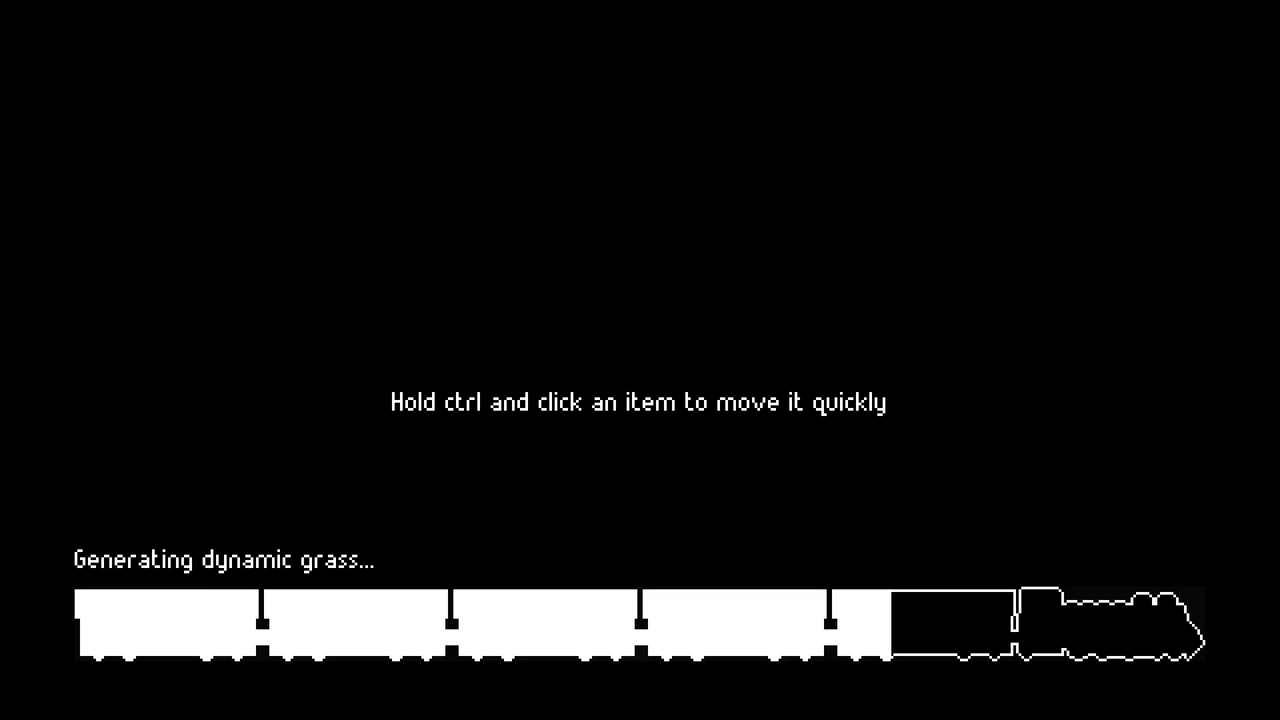 Hold ctrl and click an item to move it quickly
Generating dynamic grass...